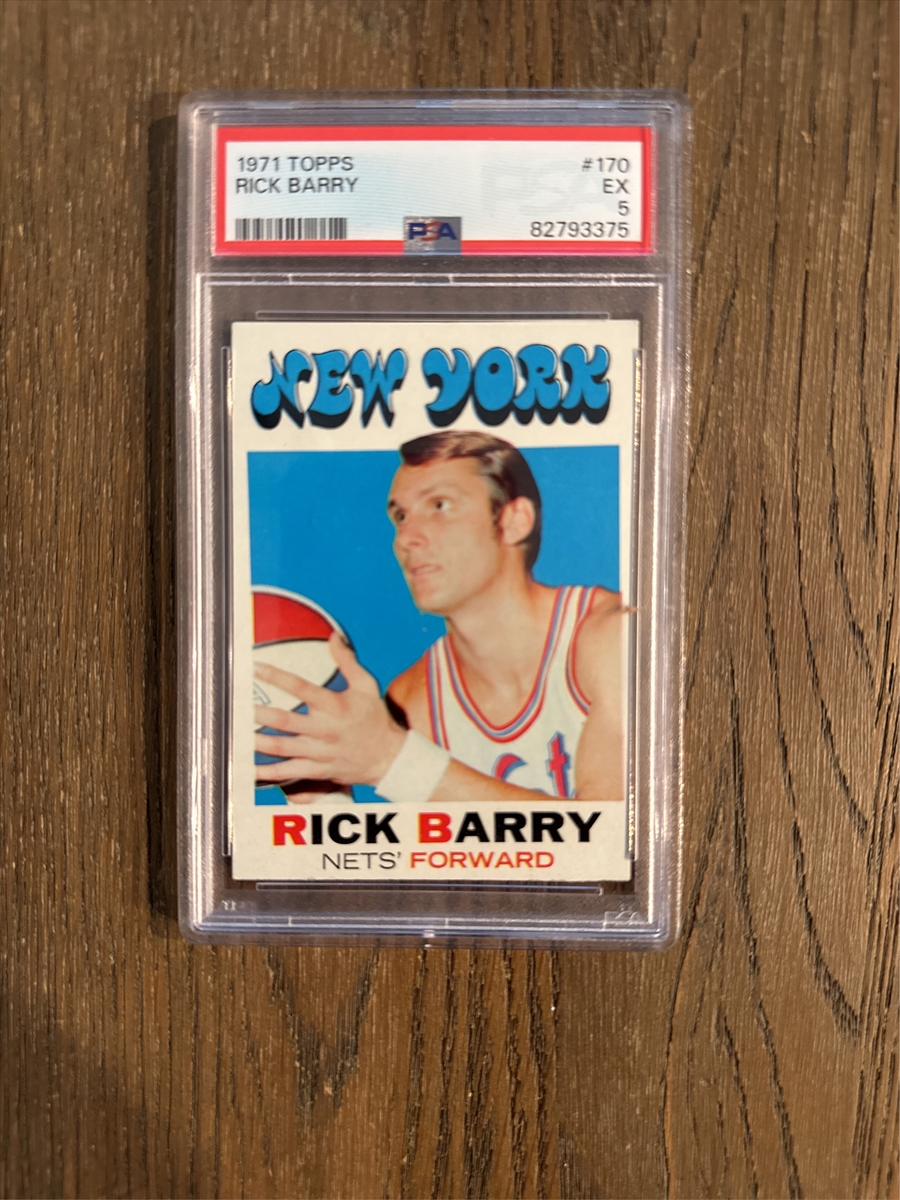 1971 TOPPS #170
RICK BARRY EX
5
PSA 82793375
NEW YORK
RICK BARRY
NETS' FORWARD